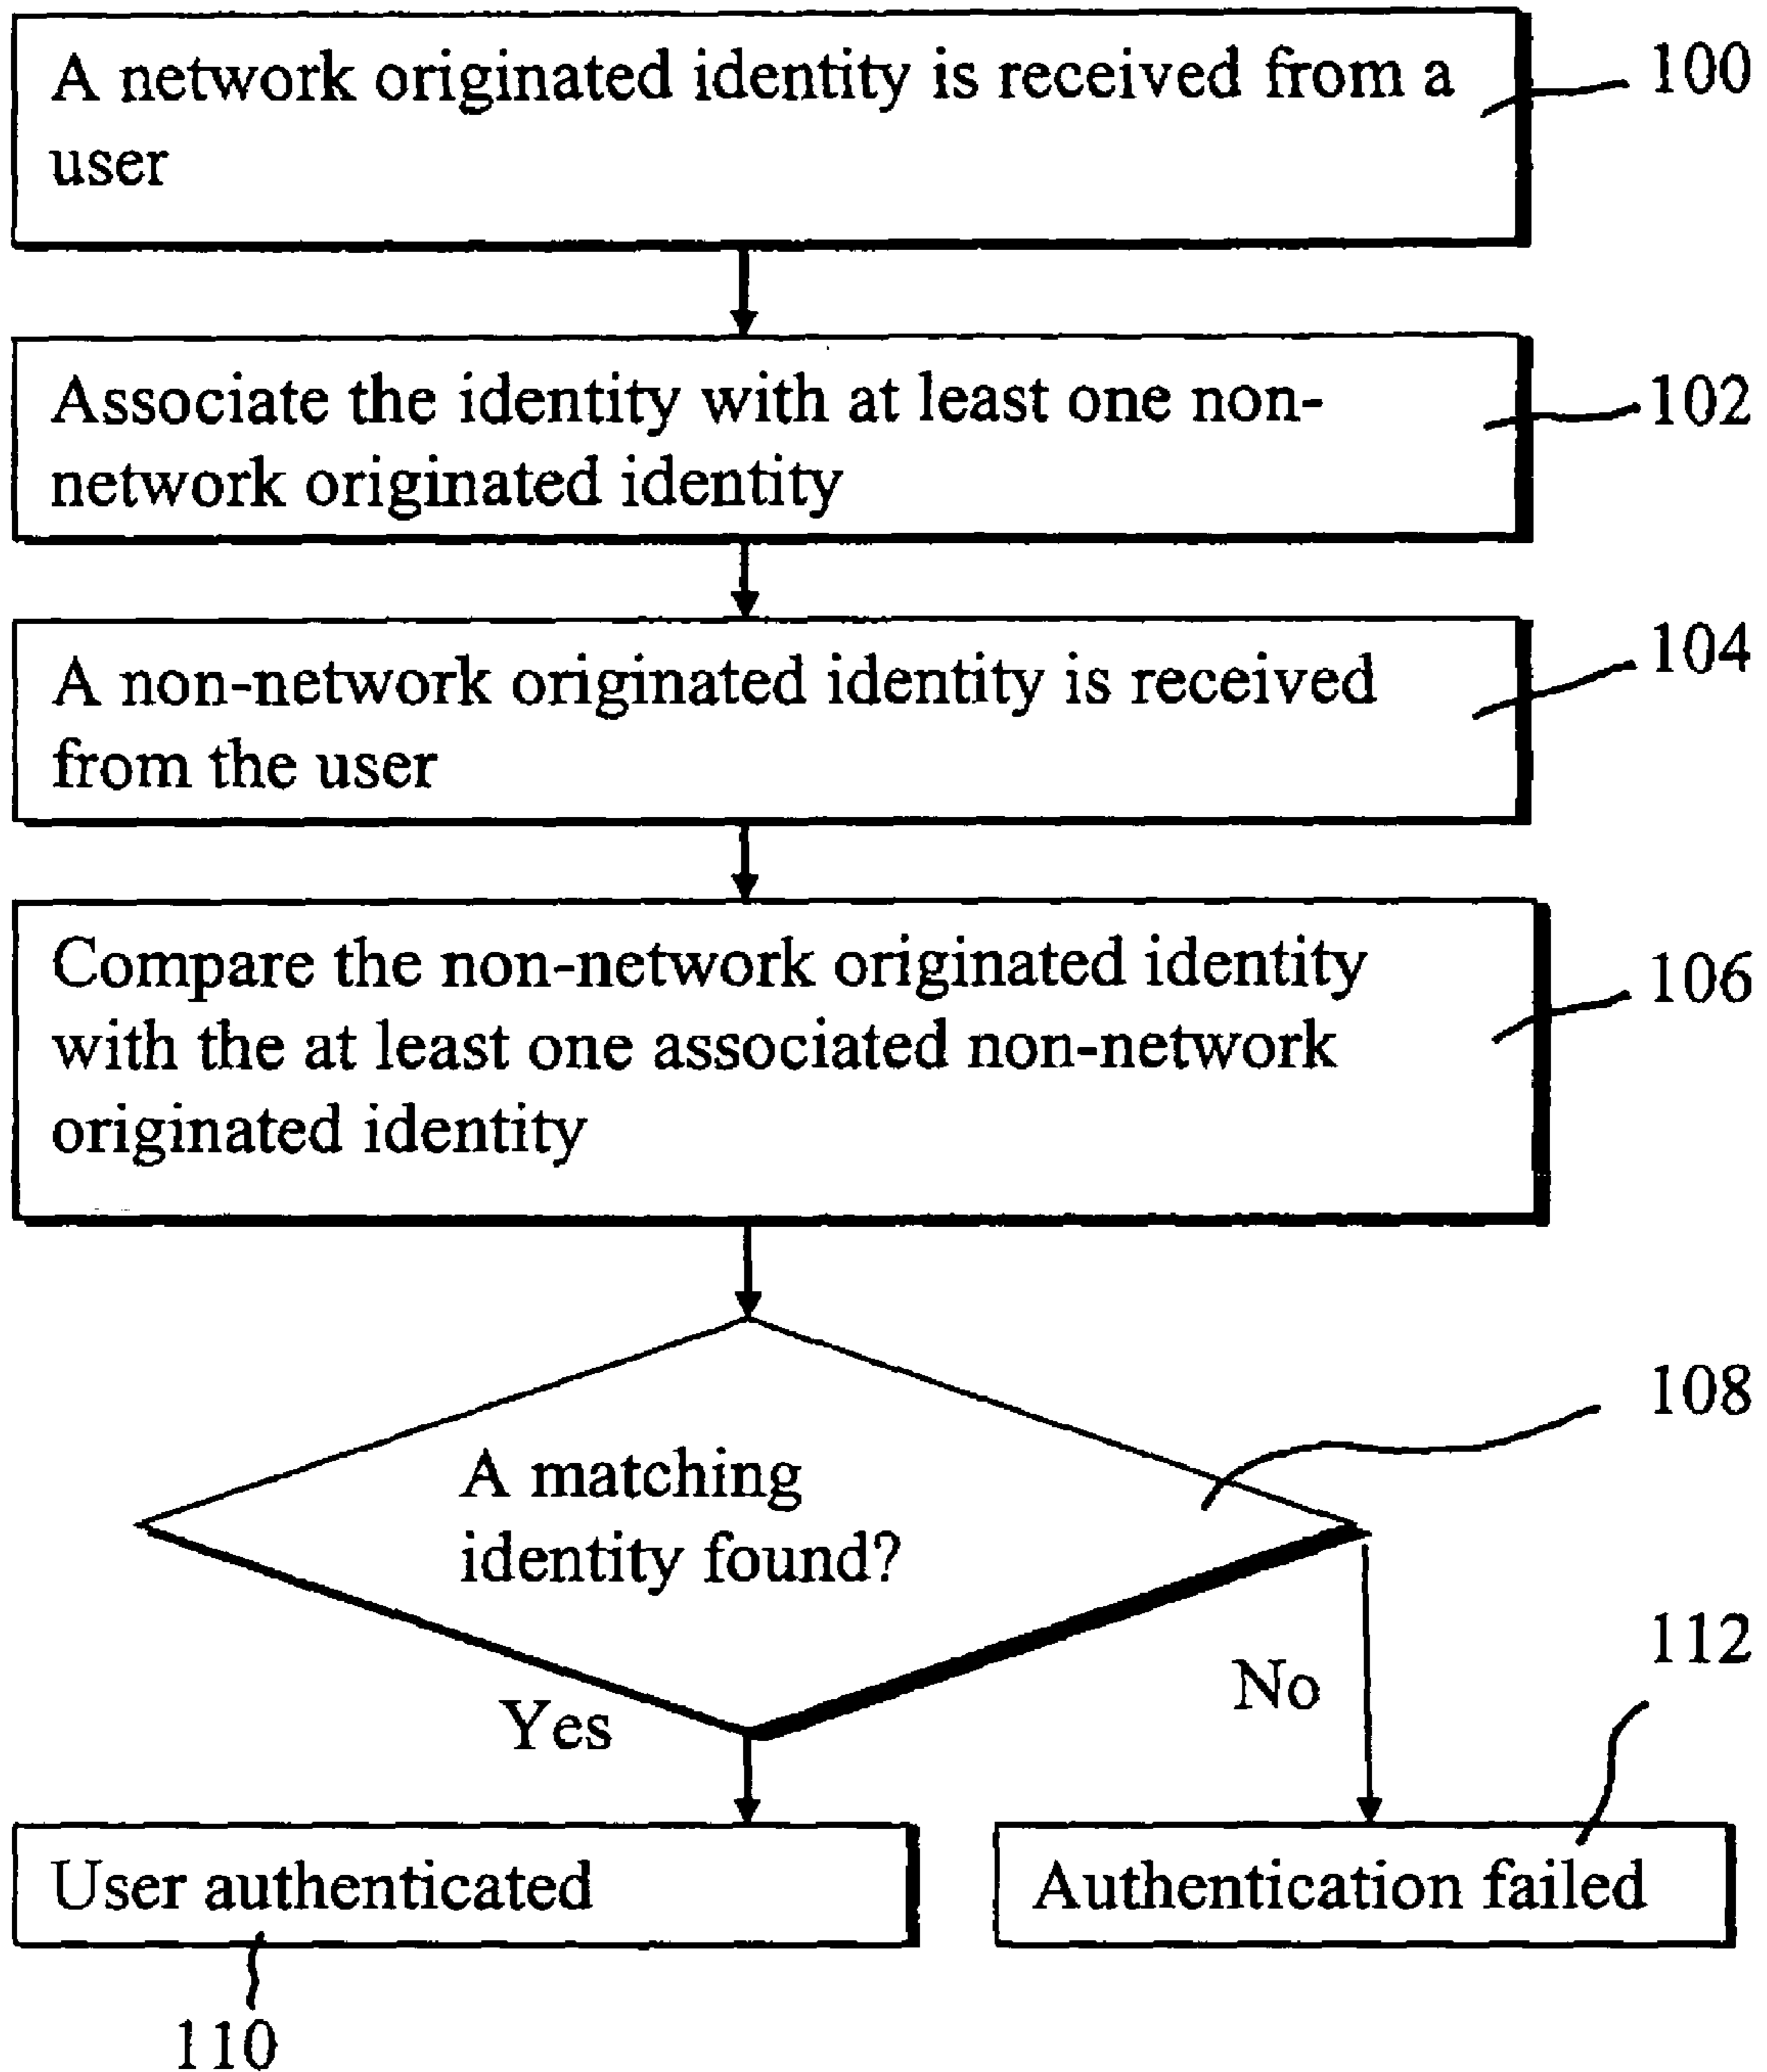 A network originated identity is received from a
user
100
Associate the identity with at least one non-
network originated identity
102
A non-network originated identity is received
from the user
104
Compare the non-network originated identity
with the at least one associated non-network
originated identity
106
A matching
identity found?
108
Yes
No
112
User authenticated
Authentication failed
110